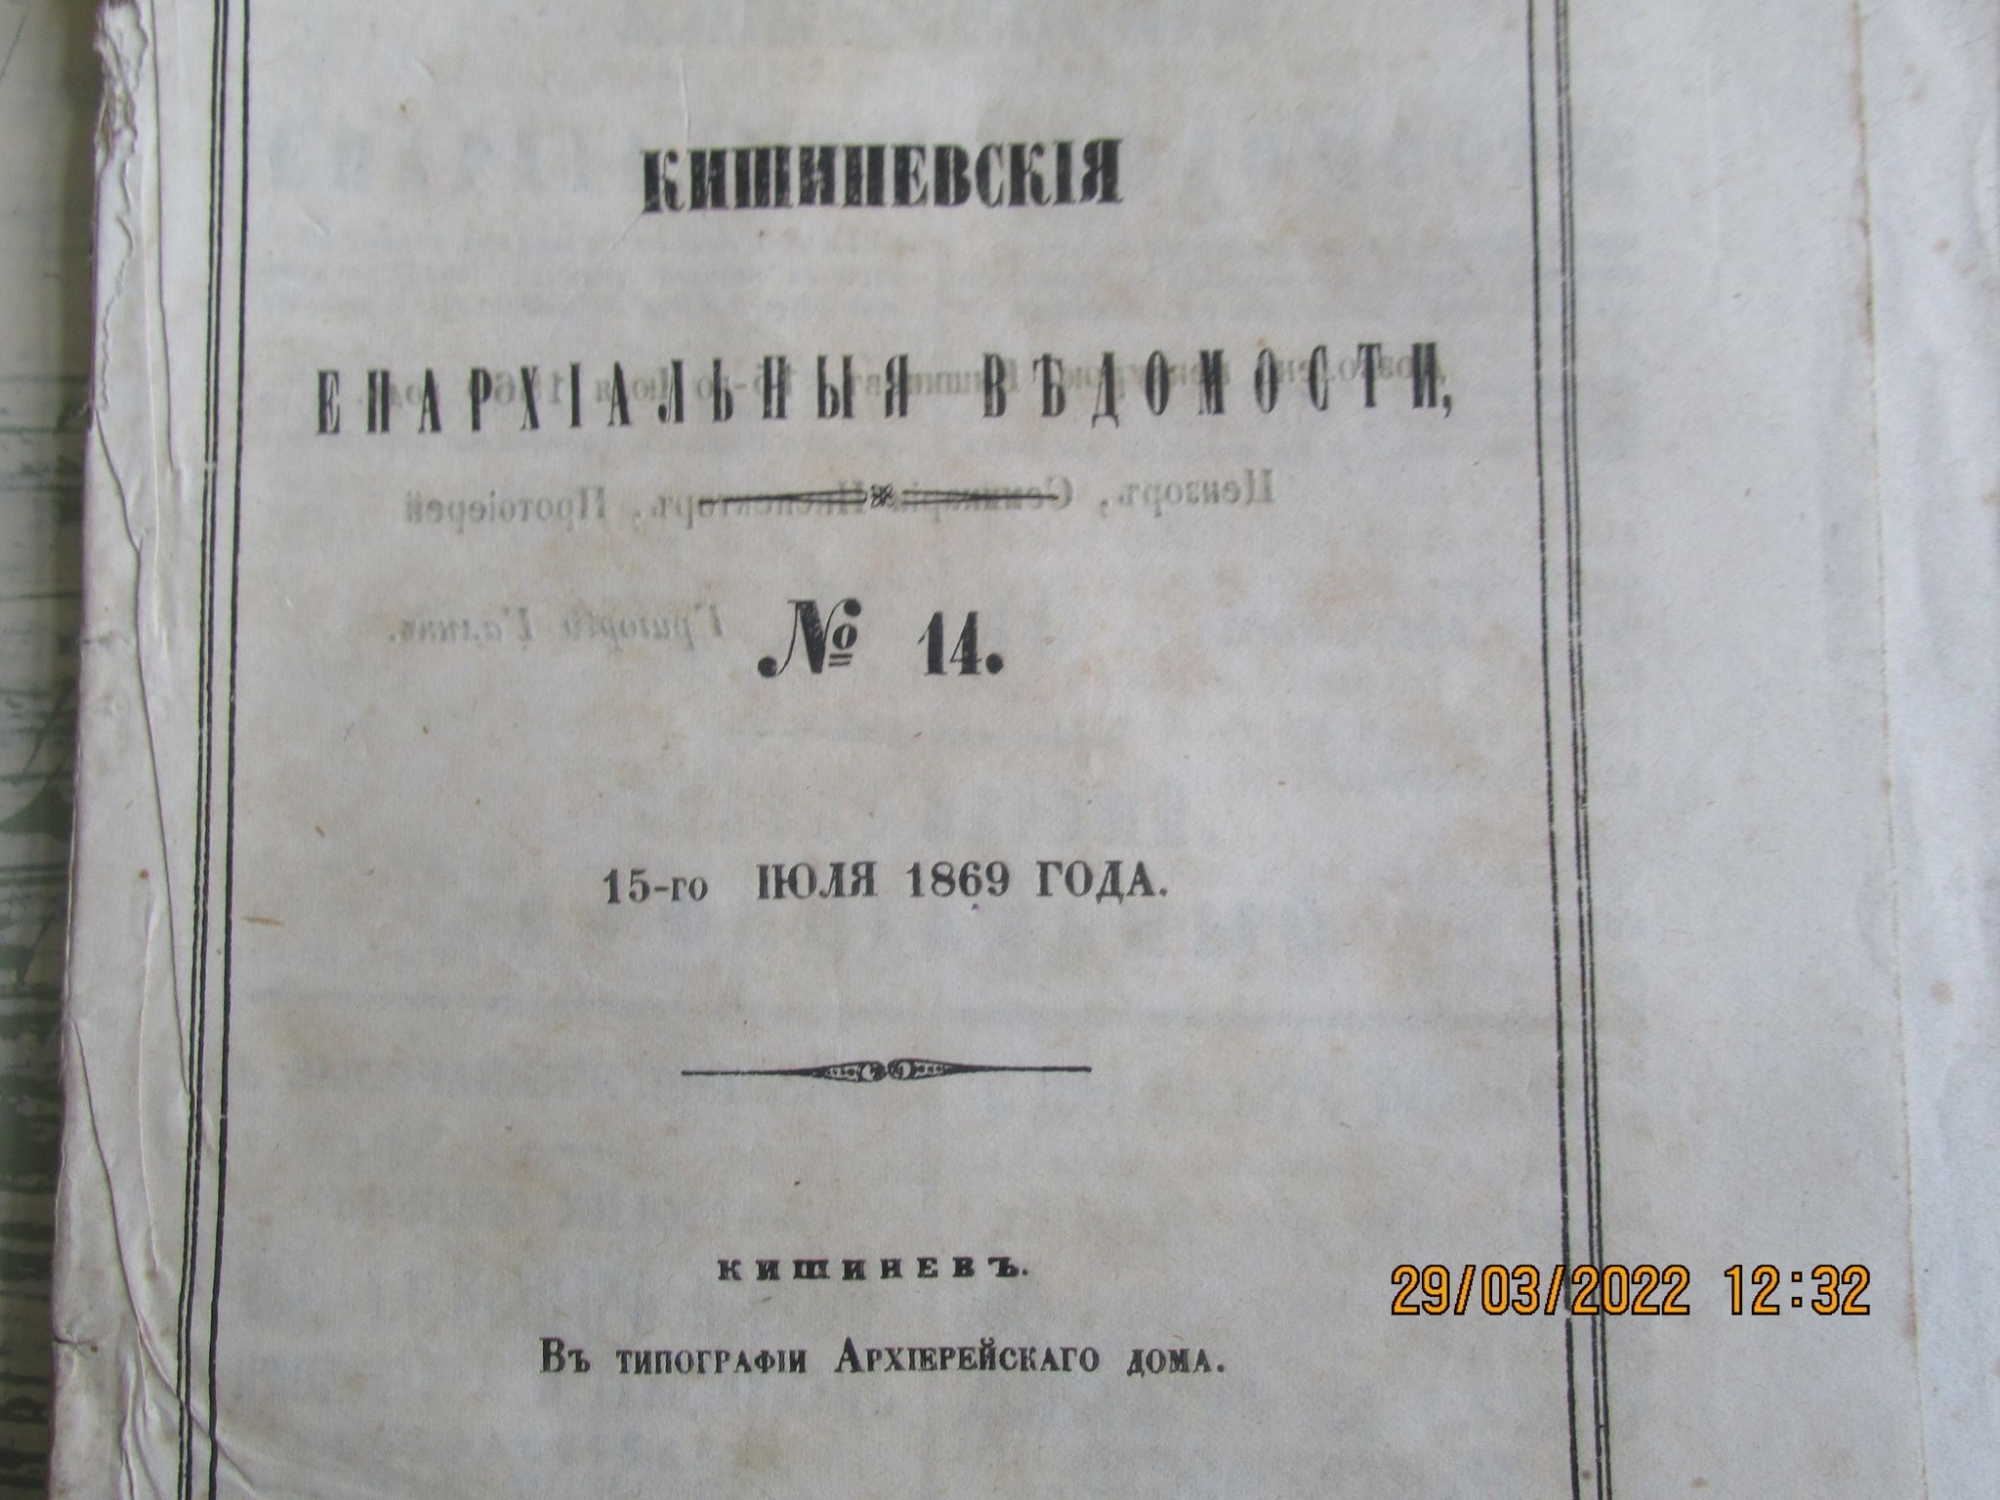 КИШИНЕВСКІЯ
ЕПАРХІАЛЬНЫЯ ВѢДОМОСТИ,
№ 14.
15-го ІЮЛЯ 1869 ГОДА.
КИШИНЕВЪ.
Въ типографіи Архіерейскаго дома.
29/03/2022 12:32